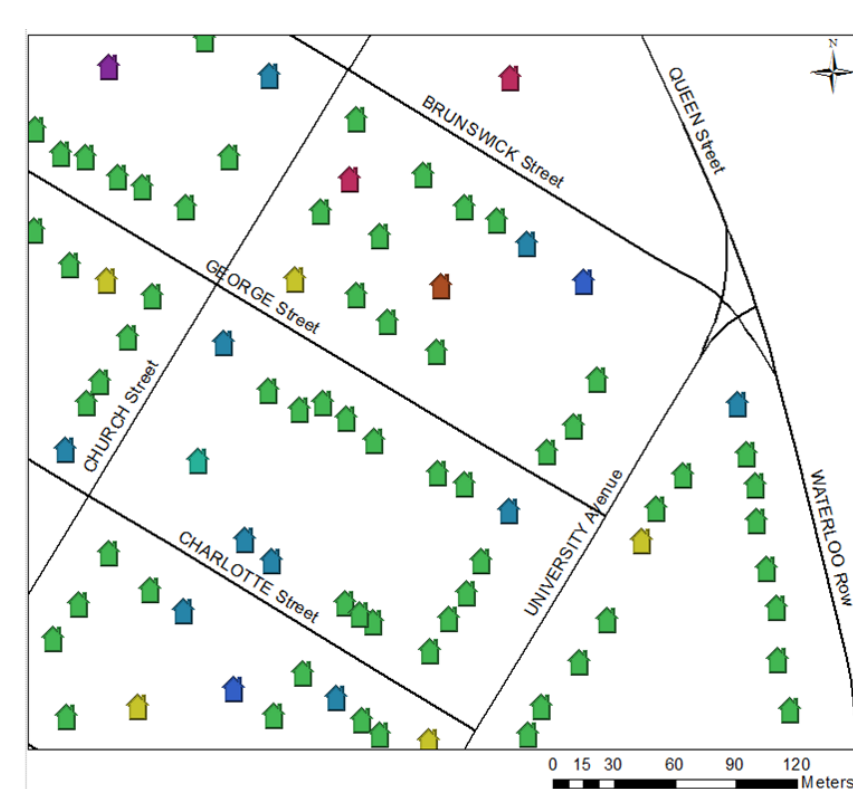 N
QUEEN Street
BRUNSWICK Street
GEORGE Street
CHURCH Street
CHARLOTTE Street
UNIVERSITY Avenue
WATERLOO Row
0 15 30 60 90 120
Meters